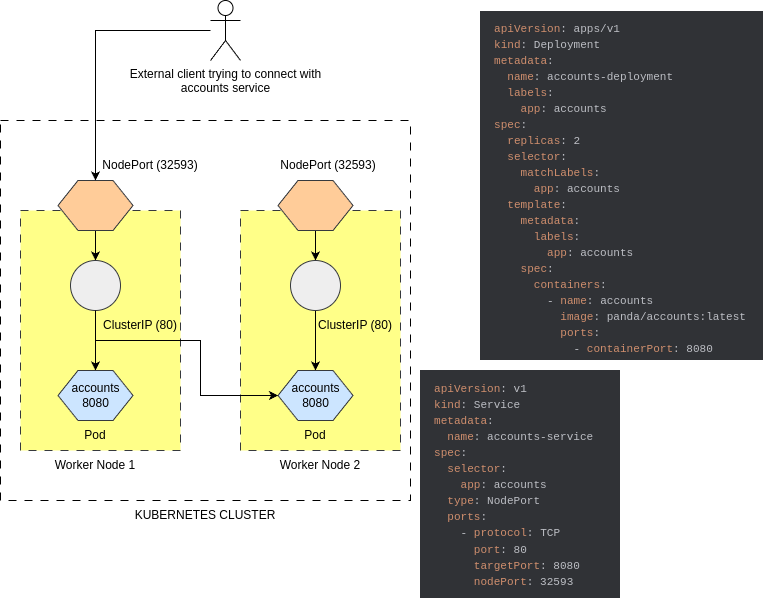 External client trying to connect with
accounts service
NodePort (32593)
NodePort (32593)
ClusterIP (80)
ClusterIP (80)
accounts
8080
accounts
8080
Pod
Pod
Worker Node 1
Worker Node 2
KUBERNETES CLUSTER
apiVersion: apps/v1
kind: Deployment
metadata:
  name: accounts-deployment
  labels:
    app: accounts
spec:
  replicas: 2
  selector:
    matchLabels:
      app: accounts
  template:
    metadata:
      labels:
        app: accounts
    spec:
      containers:
        - name: accounts
          image: panda/accounts:latest
          ports:
            - containerPort: 8080
apiVersion: v1
kind: Service
metadata:
  name: accounts-service
spec:
  selector:
    app: accounts
  type: NodePort
  ports:
    - protocol: TCP
      port: 80
      targetPort: 8080
      nodePort: 32593